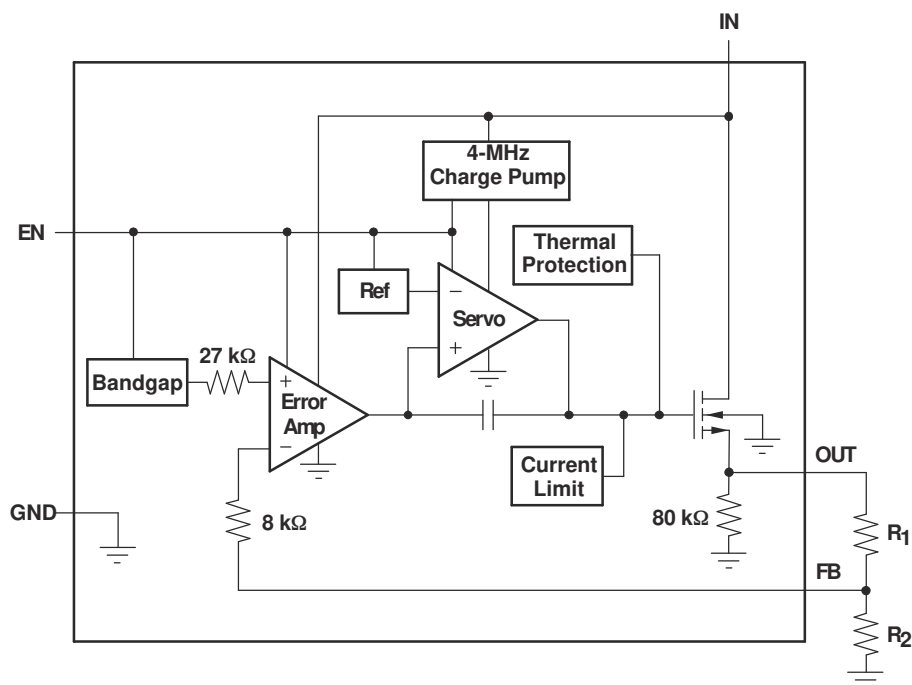 IN
4-MHz
Charge Pump
EN
Thermal
Protection
Ref
−
Servo
+
27 kΩ
Bandgap
+
Error
Amp
−
Current
Limit
OUT
GND
8 kΩ
80 kΩ
R1
FB
R2